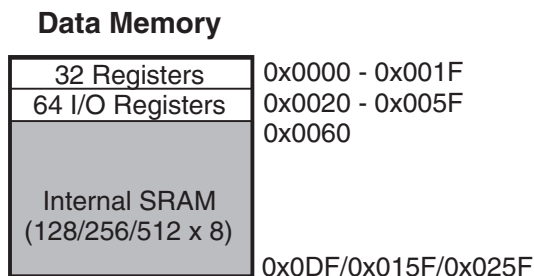 Data Memory
32 Registers 0x0000 - 0x001F
64 I/O Registers 0x0020 - 0x005F
0x0060
Internal SRAM
(128/256/512 x 8)
0x0DF/0x015F/0x025F